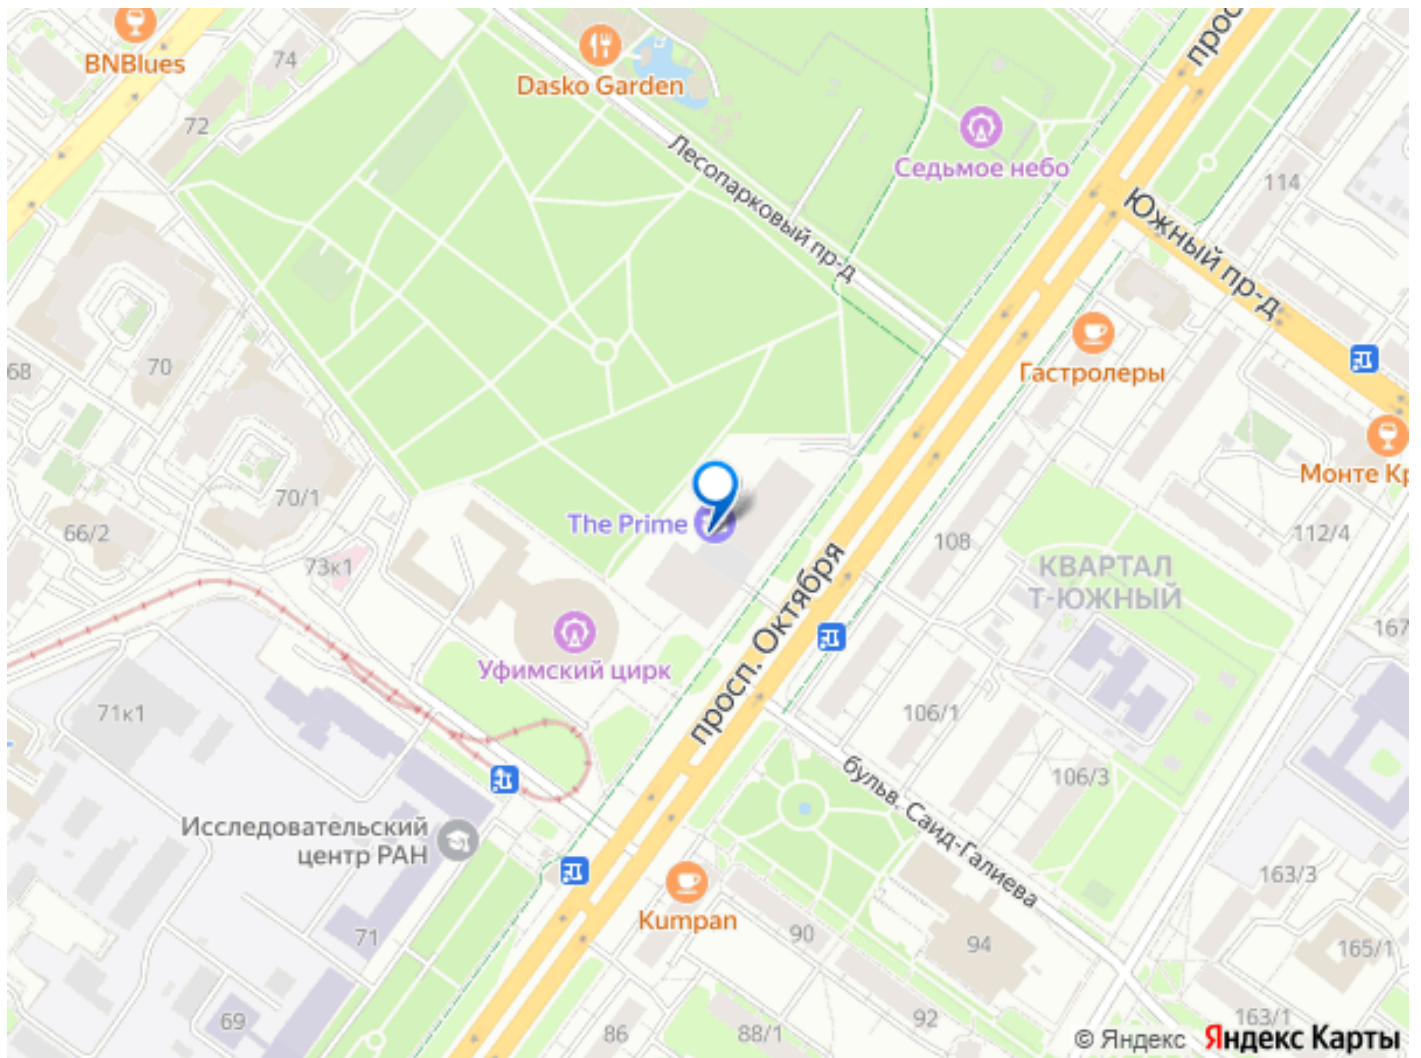 BNBlues
74
72
Dasko Garden
Седьмое небо
просп
Лесопарковый пр-д
114
Южный пр-д
Гастролеры
Монте Кр
68
70
70/1
66/2
73к1
The Prime
108
112/4
КВАРТАЛ
Т-ЮЖНЫЙ
167
просп. Октября
Уфимский цирк
71к1
106/1
106/3
бульв. Саид-Галиева
Исследовательский
центр РАН
Kumpan
163/3
71
90
94
165/1
69
86
88/1
92
163/1
© Яндекс Яндекс Карты